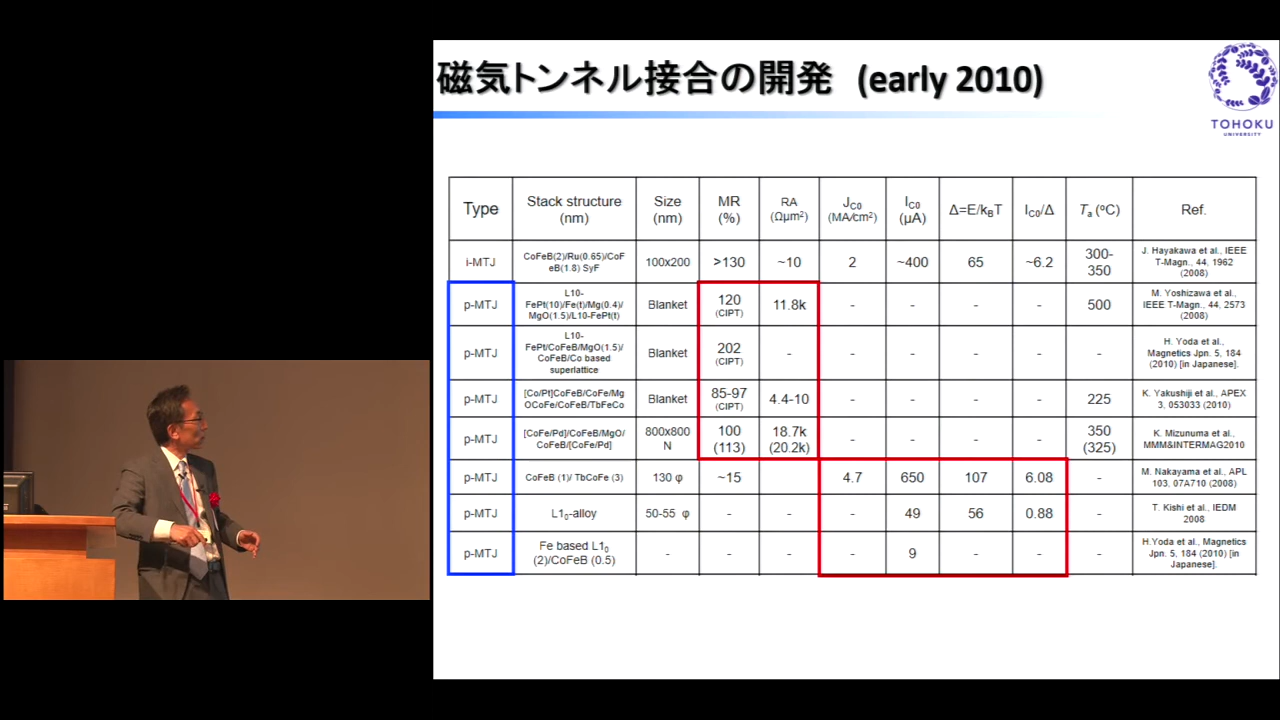 磁気トンネル接合の開発 (early 2010)
TOHOKU
UNIVERSITY
Type
Stack structure
(nm)
Size
(nm)
MR
(%)
RA
(Ωμm²)
J_C0
(MA/cm²)
I_C0
(μA)
Δ=E/k_BT
I_C0/Δ
T_a (°C)
Ref.
i-MTJ
CoFeB(2)/Ru(0.65)/CoF
eB(1.8) SyF
100x200
>130
~10
2
~400
65
~6.2
300-
350
J. Hayakawa et al., IEEE
T-Magn., 44, 1962
(2008)
p-MTJ
L10-
FePt(10)/Fe(t)/Mg(0.4)/
MgO(1.5)/L10-FePt(t)
Blanket
120
(CIPT)
11.8k
-
-
-
-
500
M. Yoshizawa et al.,
IEEE T-Magn., 44, 2573
(2008)
p-MTJ
L10-
FePt/CoFeB/MgO(1.5)/
CoFeB/Co based
superlattice
Blanket
202
(CIPT)
-
-
-
-
-
-
H. Yoda et al.,
Magnetics Jpn. 5, 184
(2010) [in Japanese].
p-MTJ
[Co/Pt]CoFeB/CoFe/Mg
OCoFe/CoFeB/TbFeCo
Blanket
85-97
(CIPT)
4.4-10
-
-
-
-
225
K. Yakushiji et al., APEX
3, 053033 (2010)
p-MTJ
[CoFe/Pd]/CoFeB/MgO/
CoFeB/[CoFe/Pd]
800x800
N
100
(113)
18.7k
(20.2k)
-
-
-
-
350
(325)
K. Mizunuma et al.,
MMM&INTERMAG2010
p-MTJ
CoFeB (1)/ TbCoFe (3)
130 φ
~15
4.7
650
107
6.08
-
M. Nakayama et al., APL
103, 07A710 (2008)
p-MTJ
L1₀-alloy
50-55 φ
-
-
-
49
56
0.88
-
T. Kishi et al., IEDM
2008
p-MTJ
Fe based L1₀
(2)/CoFeB (0.5)
-
-
-
-
9
-
-
-
H.Yoda et al., Magnetics
Jpn. 5, 184 (2010) [in
Japanese].